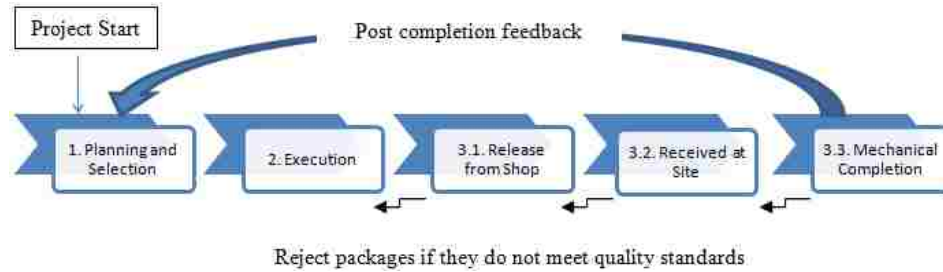 Project Start
Post completion feedback
1. Planning and
Selection
2. Execution
3.1. Release
from Shop
3.2. Received at
Site
3.3. Mechanical
Completion
Reject packages if they do not meet quality standards